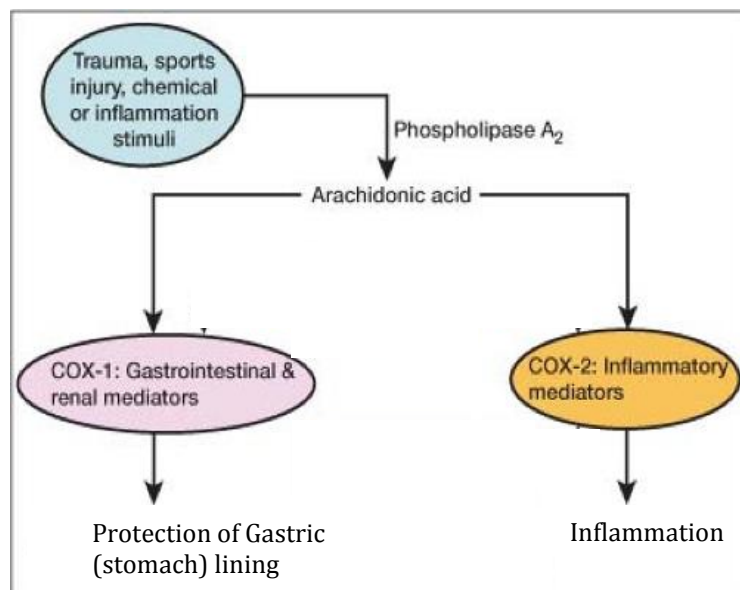 Trauma, sports
injury, chemical
or inflammation
stimuli
Phospholipase A₂
Arachidonic acid
COX-1: Gastrointestinal &
renal mediators
COX-2: Inflammatory
mediators
Protection of Gastric
(stomach) lining
Inflammation